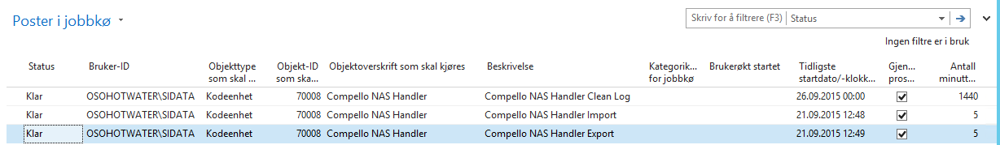 Poster i jobbkø
Skriv for å filtrere (F3) Status
Ingen filtre er i bruk
Status Bruker-ID Objekttype Objekt-ID Objektoverskrift som skal kjøres Beskrivelse Kategorik... Brukerøkt startet Tidligste Gjen... Antall
som skal ... som ska... for jobbkø startdato/-klokk... pros... minutt...
Klar OSOHOTWATER\SIDATA Kodeenhet 70008 Compello NAS Handler Compello NAS Handler Clean Log 26.09.2015 00:00 1440
Klar OSOHOTWATER\SIDATA Kodeenhet 70008 Compello NAS Handler Compello NAS Handler Import 21.09.2015 12:48 5
Klar OSOHOTWATER\SIDATA Kodeenhet 70008 Compello NAS Handler Compello NAS Handler Export 21.09.2015 12:49 5